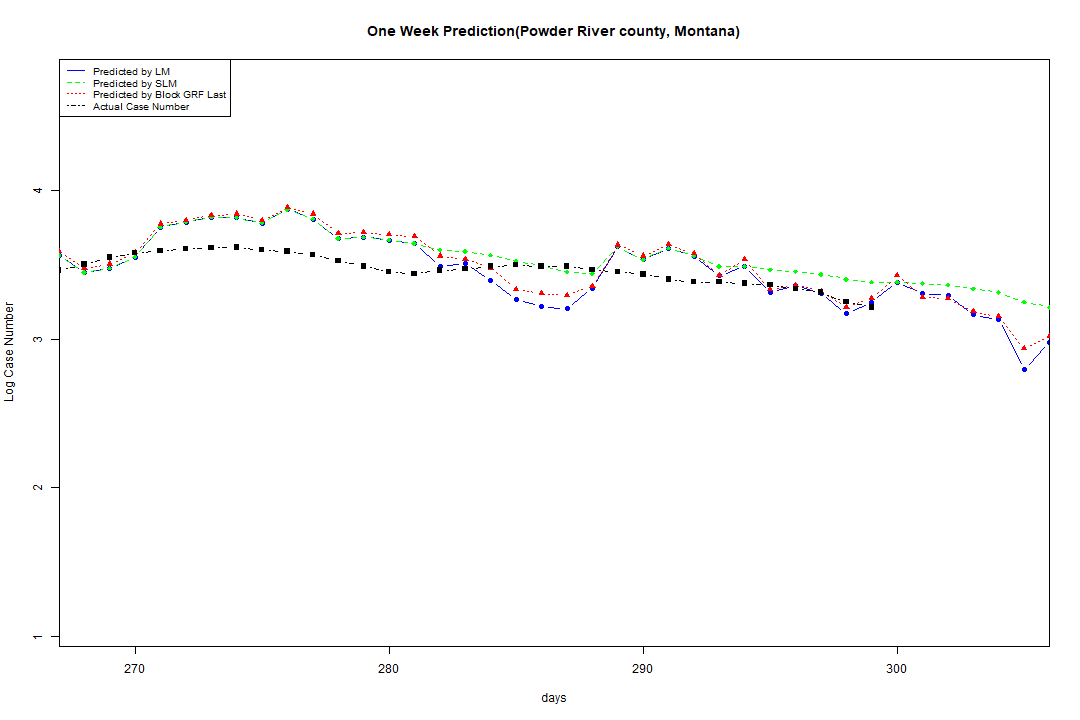 One Week Prediction(Powder River county, Montana)
Predicted by LM
Predicted by SLM
Predicted by Block GRF Last
Actual Case Number
4
3
2
1
Log Case Number
270 280 290 300
days